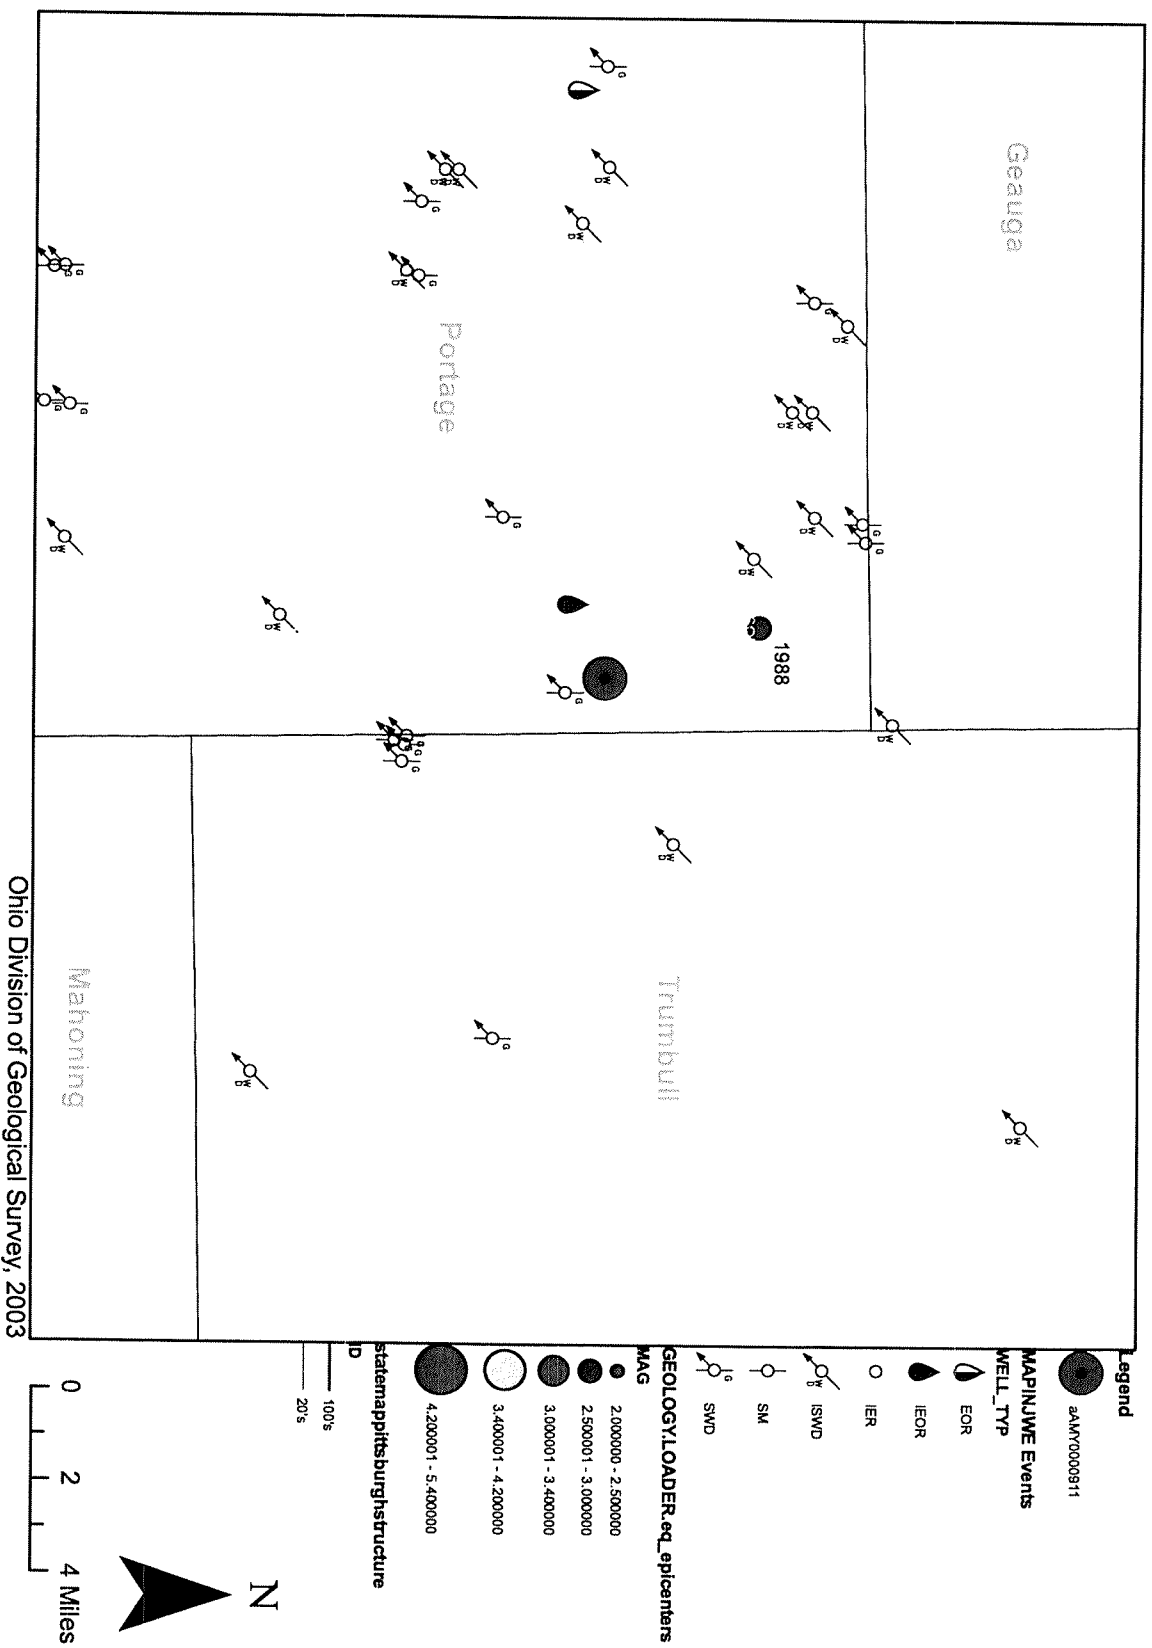 Geauga
Portage
1988
Trumbull
Mahoning
Ohio Division of Geological Survey, 2003
Legend
aAMY0000911
MAPINJWE Events
WELL_TYP
EOR
IEOR
IER
ISWD
SM
SWD
GEOLOGY.LOADER.eq_epicenters
MAG
2.000000 - 2.500000
2.500001 - 3.000000
3.000001 - 3.400000
3.400001 - 4.200000
4.200001 - 5.400000
statemappittsburghstructure
ID
100's
20's
0 2 4 Miles
N